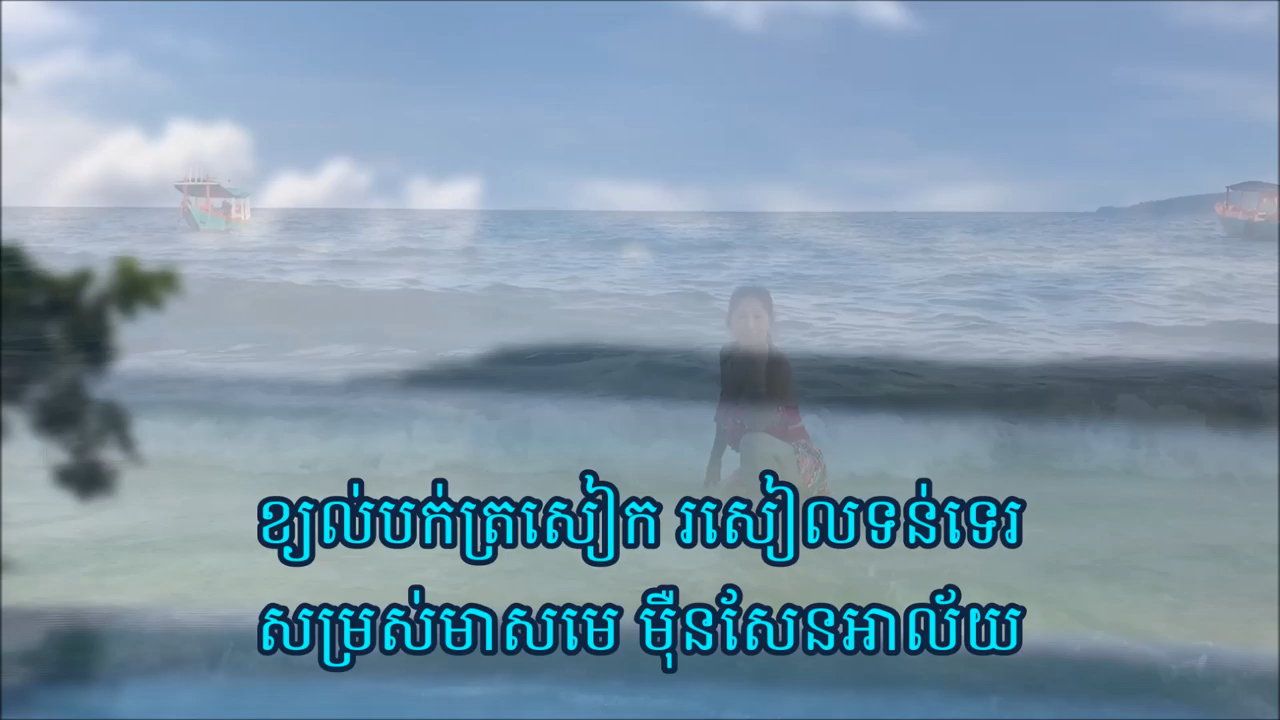 ខ្យល់បក់ត្រសៀក រសៀលទន់ទេរ
សម្រស់មាសមេ ម៉ឺនសែនអាល័យ